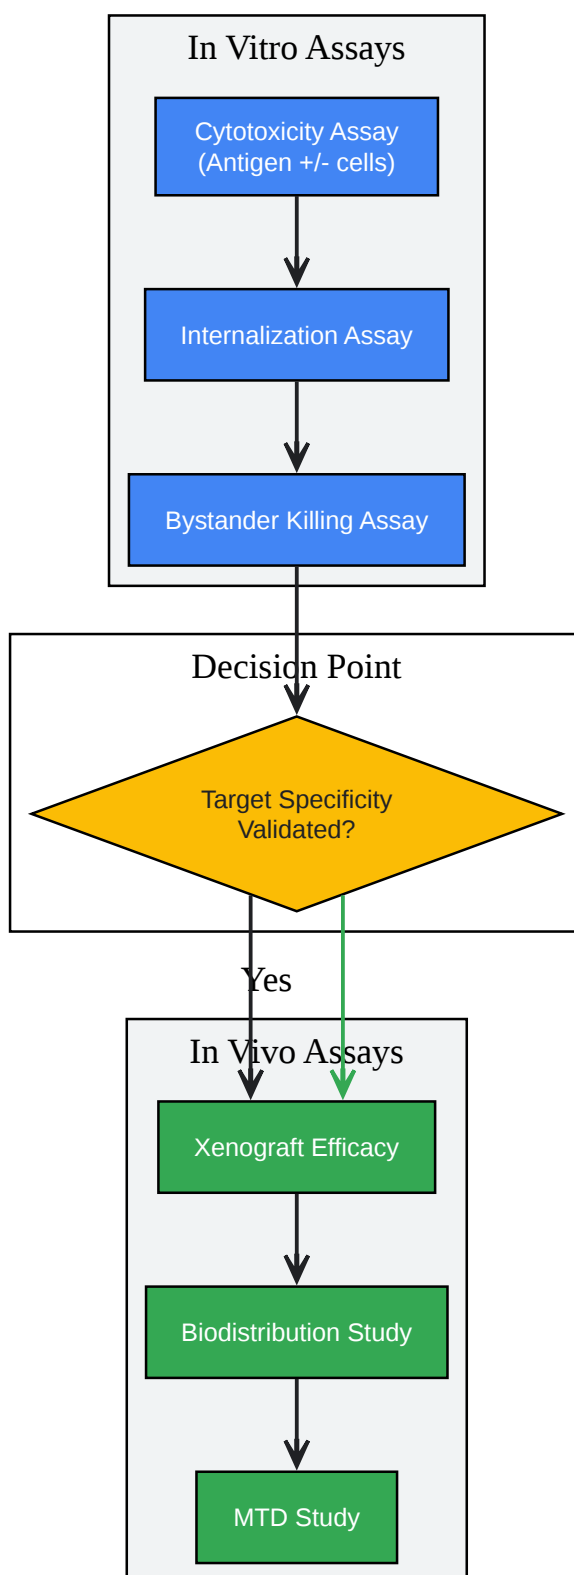 In Vitro Assays
Cytotoxicity Assay
(Antigen +/- cells)
Internalization Assay
Bystander Killing Assay
Decision Point
Target Specificity
Validated?
Yes
In Vivo Assays
Xenograft Efficacy
Biodistribution Study
MTD Study